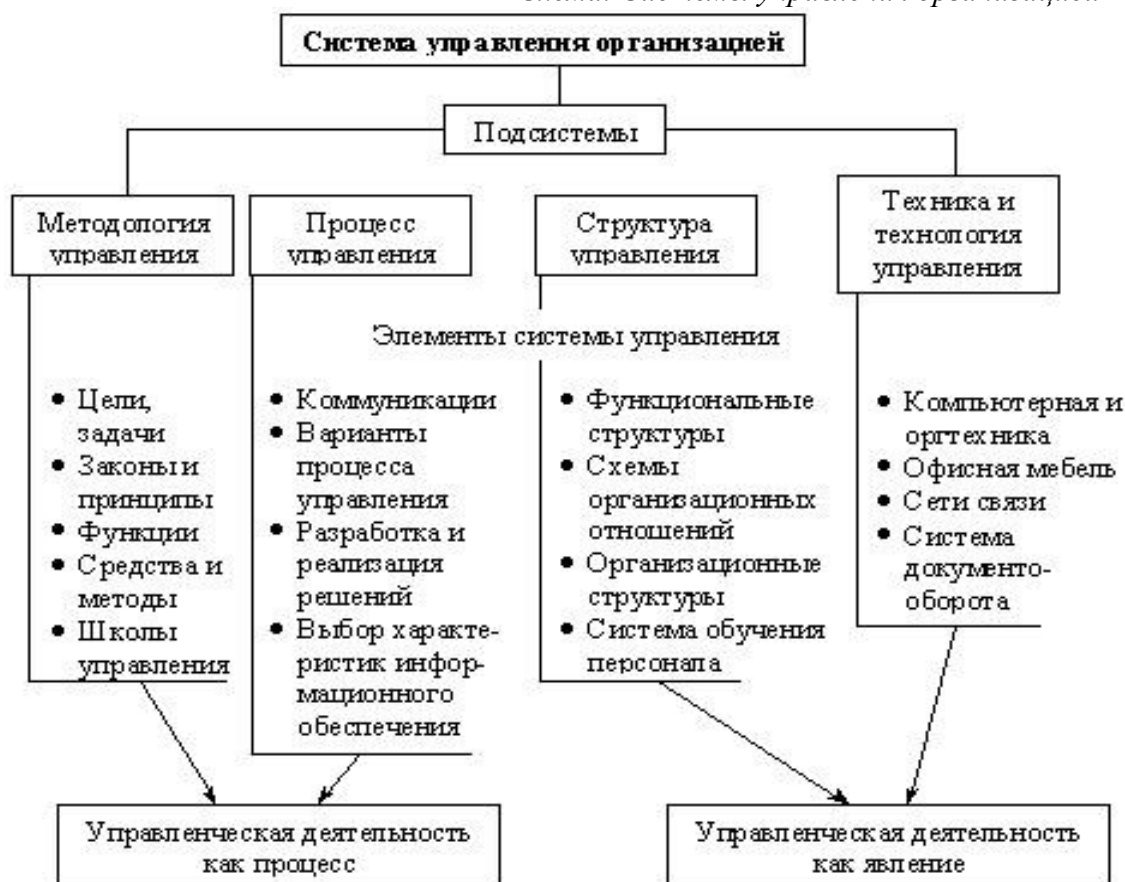 Система управления организацией
Подсистемы
Методология
управления
Процесс
управления
Структура
управления
Техника и
технология
управления
Элементы системы управления
• Цели,
задачи
• Законы и
принципы
• Функции
• Средства и
методы
• Школы
управления
• Коммуникации
• Варианты
процесса
управления
• Разработка и
реализация
решений
• Выбор характе-
ристик инфор-
мационного
обеспечения
• Функциональные
структуры
• Схемы
организационных
отношений
• Организационные
структуры
• Система обучения
персонала
• Компьютерная и
оргтехника
• Офисная мебель
• Сети связи
• Система
документо-
оборота
Управленческая деятельность
как процесс
Управленческая деятельность
как явление